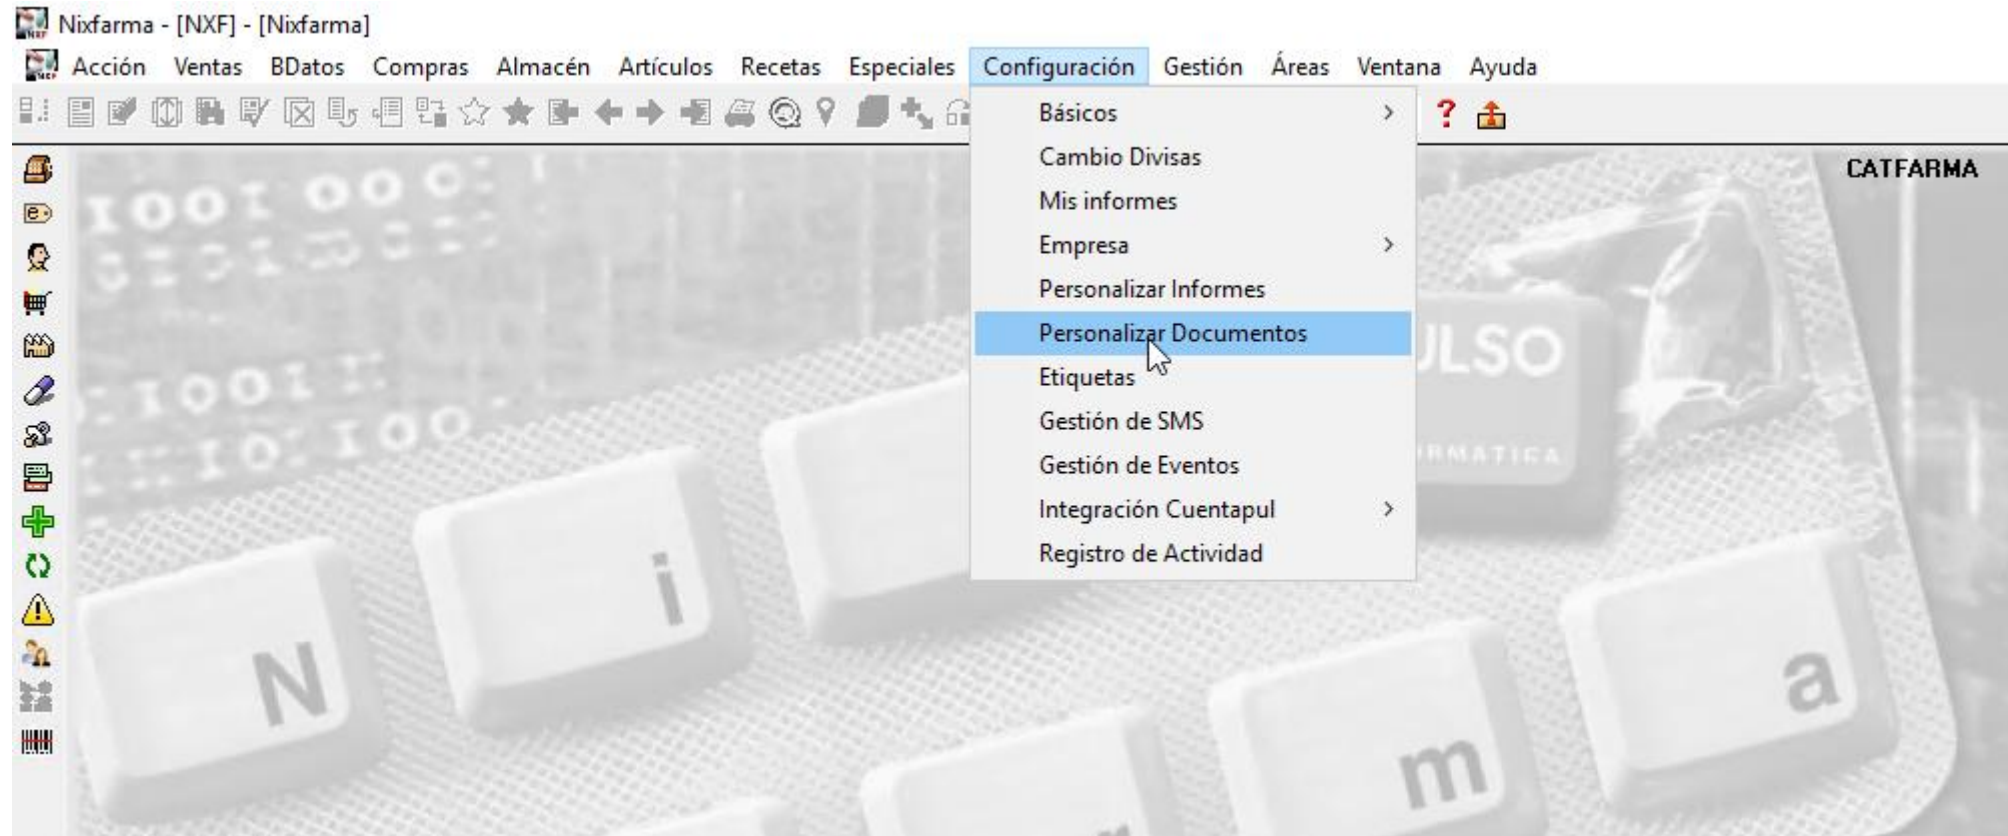 Nixfarma - [NXF] - [Nixfarma]
Acción Ventas BDatos Compras Almacén Artículos Recetas Especiales Configuración Gestión Áreas Ventana Ayuda
Básicos
Cambio Divisas
Mis informes
Empresa
Personalizar Informes
Personalizar Documentos
Etiquetas
Gestión de SMS
Gestión de Eventos
Integración Cuentapul
Registro de Actividad
CATFARMA
ULSO
N
i
m
a